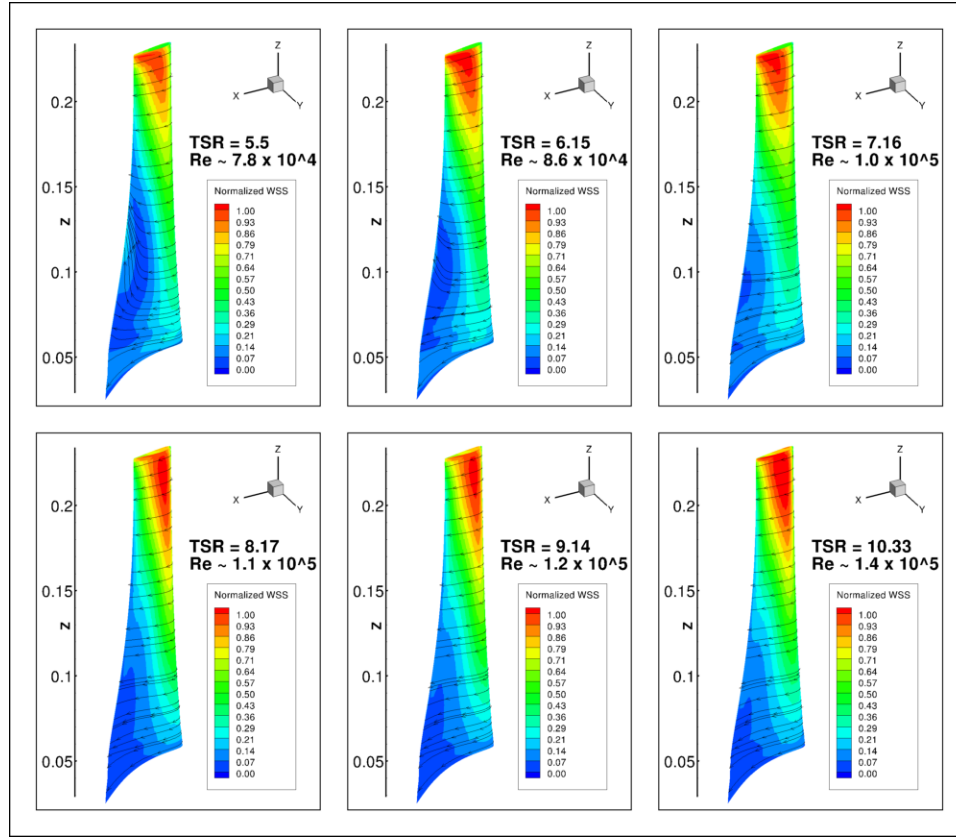 Z
X
Y
0.2
TSR = 5.5
Re ~ 7.8 x 10^4
0.15
Normalized WSS
1.00
0.93
0.86
0.79
0.71
0.64
0.57
0.50
0.43
0.36
0.29
0.21
0.14
0.07
0.00
Z
0.1
0.05
Z
X
Y
0.2
TSR = 6.15
Re ~ 8.6 x 10^4
0.15
Normalized WSS
1.00
0.93
0.86
0.79
0.71
0.64
0.57
0.50
0.43
0.36
0.29
0.21
0.14
0.07
0.00
Z
0.1
0.05
Z
X
Y
0.2
TSR = 7.16
Re ~ 1.0 x 10^5
0.15
Normalized WSS
1.00
0.93
0.86
0.79
0.71
0.64
0.57
0.50
0.43
0.36
0.29
0.21
0.14
0.07
0.00
Z
0.1
0.05
Z
X
Y
0.2
TSR = 8.17
Re ~ 1.1 x 10^5
0.15
Normalized WSS
1.00
0.93
0.86
0.79
0.71
0.64
0.57
0.50
0.43
0.36
0.29
0.21
0.14
0.07
0.00
Z
0.1
0.05
Z
X
Y
0.2
TSR = 9.14
Re ~ 1.2 x 10^5
0.15
Normalized WSS
1.00
0.93
0.86
0.79
0.71
0.64
0.57
0.50
0.43
0.36
0.29
0.21
0.14
0.07
0.00
Z
0.1
0.05
Z
X
Y
0.2
TSR = 10.33
Re ~ 1.4 x 10^5
0.15
Normalized WSS
1.00
0.93
0.86
0.79
0.71
0.64
0.57
0.50
0.43
0.36
0.29
0.21
0.14
0.07
0.00
Z
0.1
0.05